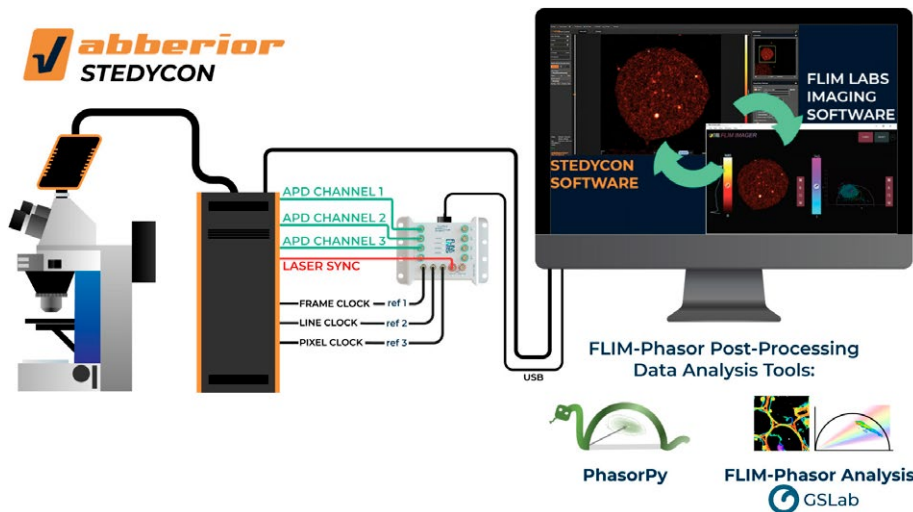 abberior
STEDYCON
FLIM LABS
IMAGING
SOFTWARE
FLIM IMAGER
STEDYCON
SOFTWARE
APD CHANNEL 1
APD CHANNEL 2
APD CHANNEL 3
LASER SYNC
FRAME CLOCK ref 1
LINE CLOCK ref 2
PIXEL CLOCK ref 3
USB
FLIM-Phasor Post-Processing
Data Analysis Tools:
PhasorPy
FLIM-Phasor Analysis
GSLab